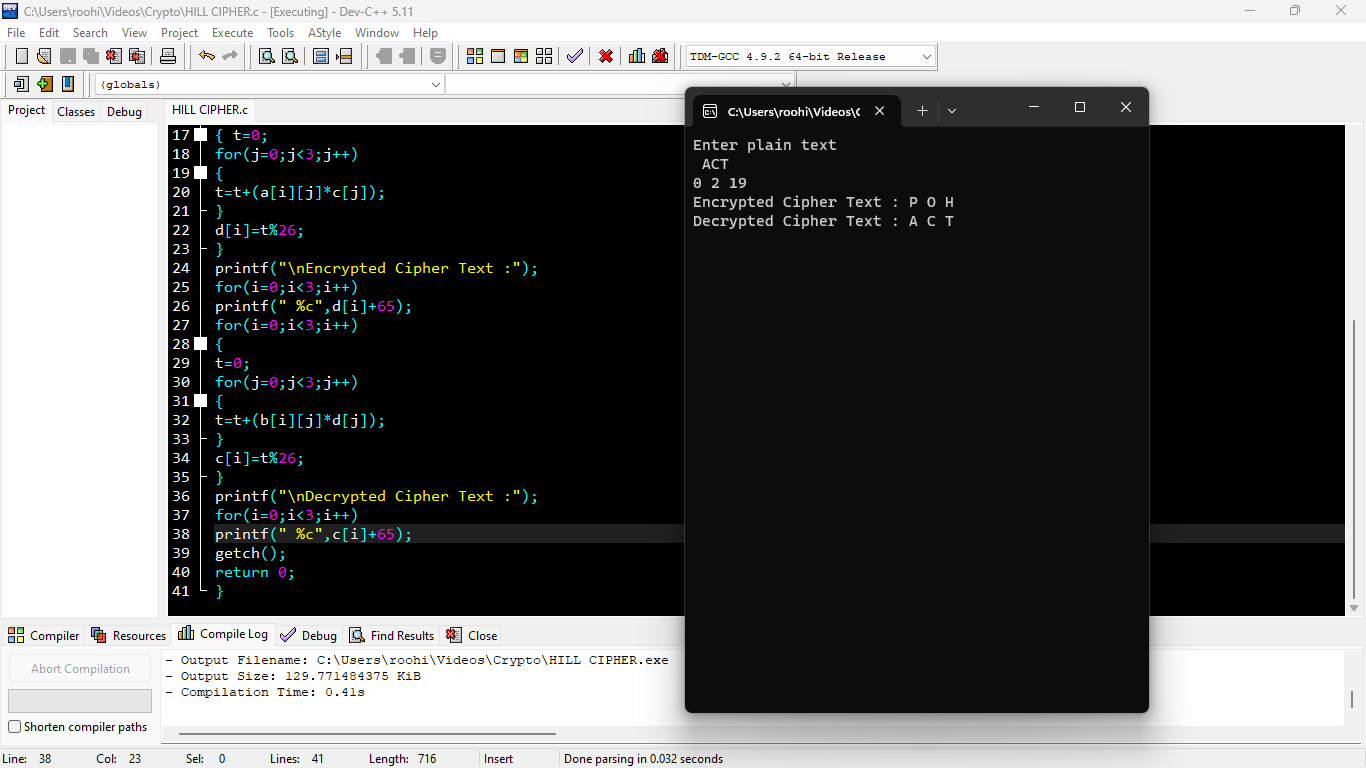 C:\Users\roohi\Videos\Crypto\HILL CIPHER.c - [Executing] - Dev-C++ 5.11
File Edit Search View Project Execute Tools AStyle Window Help
TDM-GCC 4.9.2 64-bit Release
(globals)
Project Classes Debug
HILL CIPHER.c
17 { t=0;
18 for(j=0;j<3;j++)
19 {
20 t=t+(a[i][j]*c[j]);
21 }
22 d[i]=t%26;
23 }
24 printf("\nEncrypted Cipher Text :");
25 for(i=0;i<3;i++)
26 printf(" %c",d[i]+65);
27 for(i=0;i<3;i++)
28 {
29 t=0;
30 for(j=0;j<3;j++)
31 {
32 t=t+(b[i][j]*d[j]);
33 }
34 c[i]=t%26;
35 }
36 printf("\nDecrypted Cipher Text :");
37 for(i=0;i<3;i++)
38 printf(" %c",c[i]+65);
39 getch();
40 return 0;
41 }
C:\Users\roohi\Videos\C
Enter plain text
ACT
0 2 19
Encrypted Cipher Text : P O H
Decrypted Cipher Text : A C T
Compiler Resources Compile Log Debug Find Results Close
Abort Compilation
Shorten compiler paths
- Output Filename: C:\Users\roohi\Videos\Crypto\HILL CIPHER.exe
- Output Size: 129.771484375 KiB
- Compilation Time: 0.41s
Line: 38 Col: 23 Sel: 0 Lines: 41 Length: 716 Insert Done parsing in 0.032 seconds